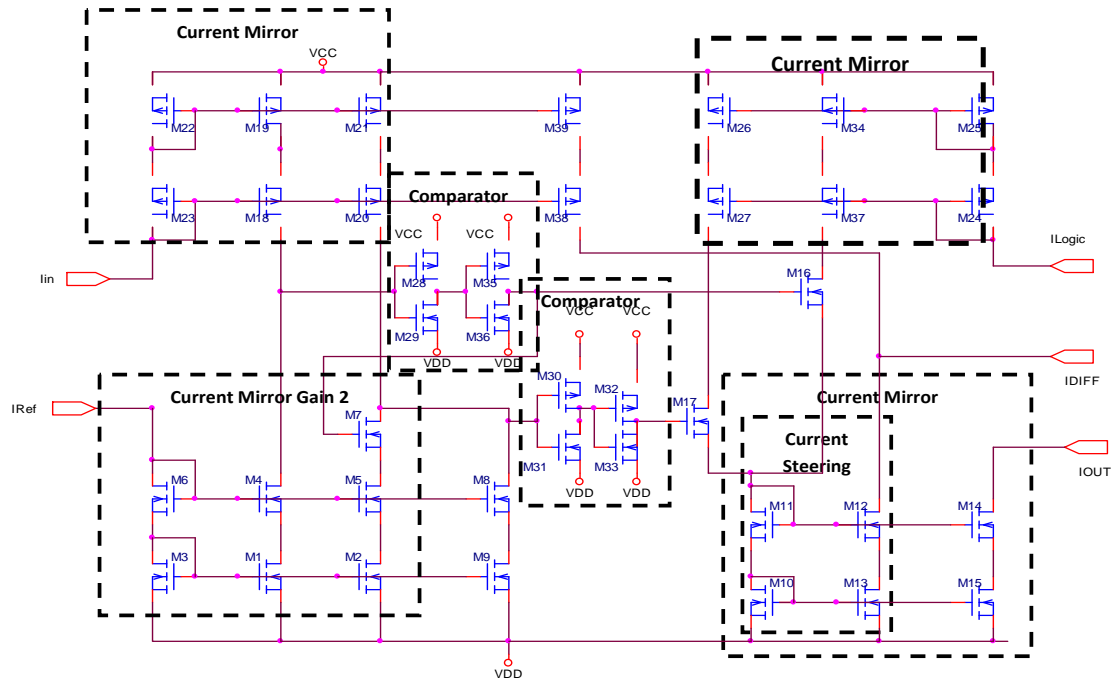 Current Mirror
VCC
Current Mirror
M22
M19
M21
M39
M26
M34
M25
Comparator
M23
M18
M20
M38
M27
M37
M24
VCC
VCC
ILogic
Iin
M28
M35
M16
Comparator
M29
M36
VCC
VCC
VDD
VDD
IDIFF
M30
M32
Current Mirror Gain 2
Current Mirror
IRef
M7
M17
Current
Steering
IOUT
M31
M33
VDD
VDD
M6
M4
M5
M8
M11
M12
M14
M3
M1
M2
M9
M10
M13
M15
VDD